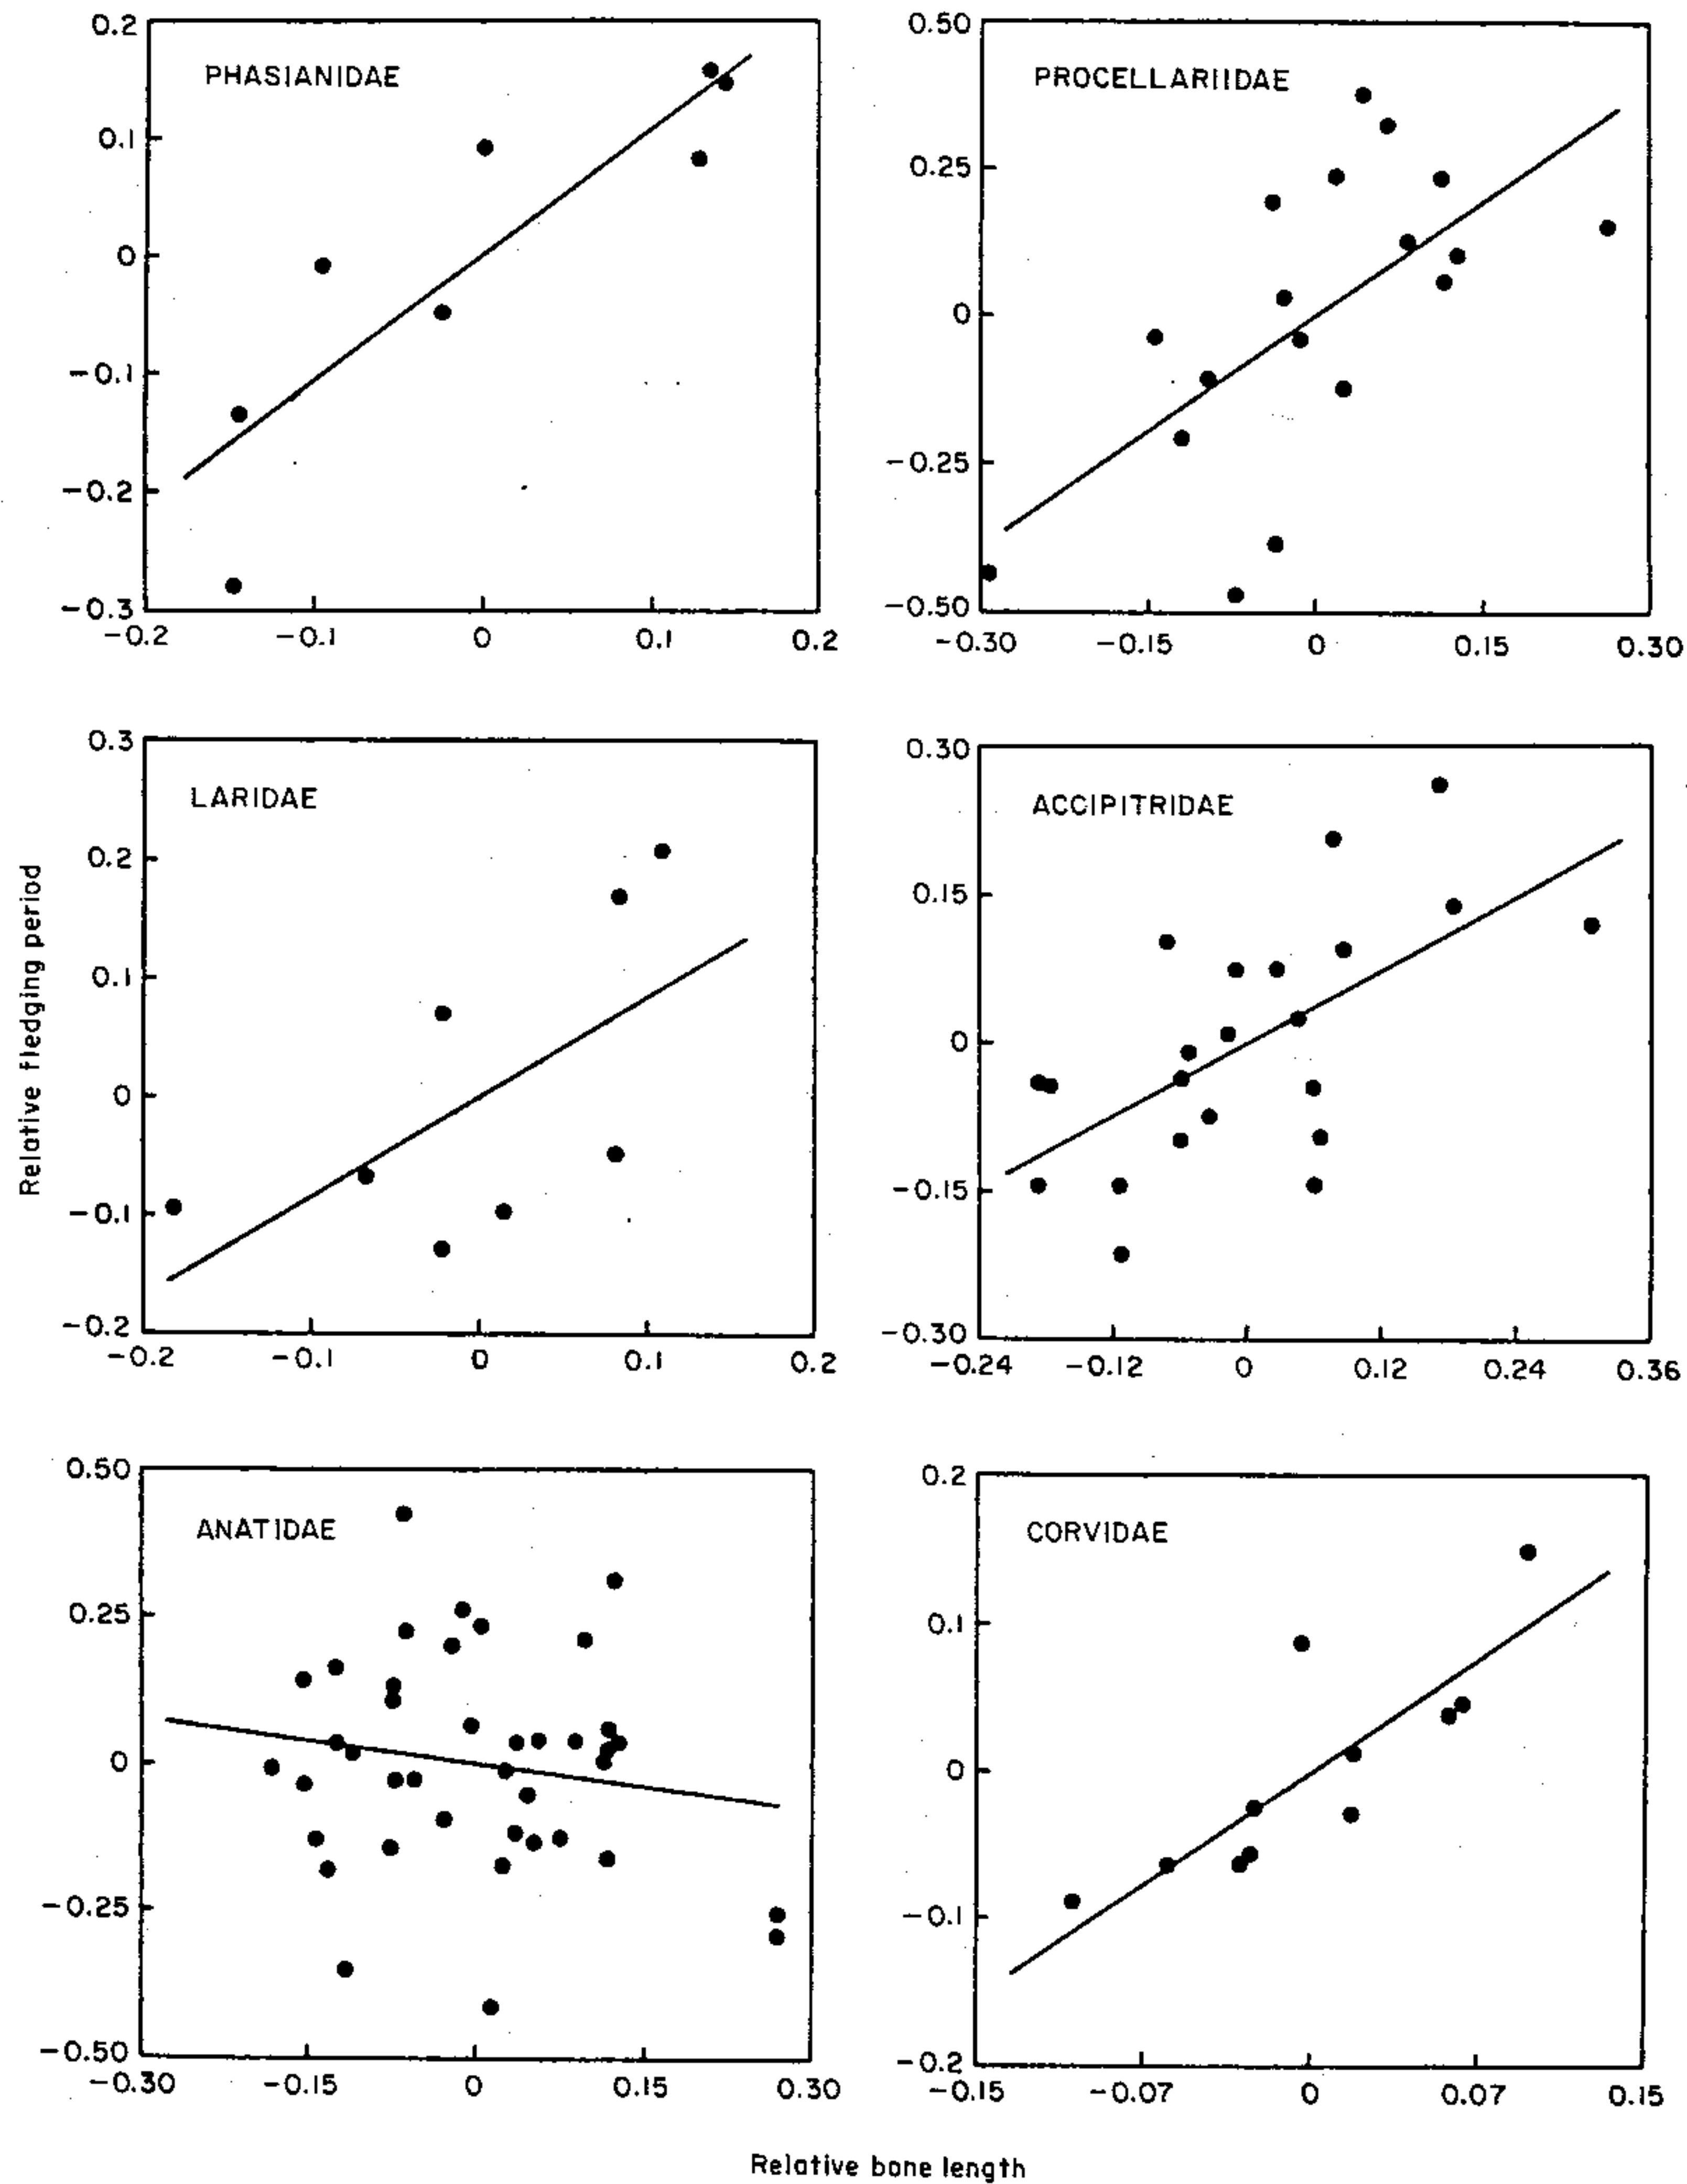 0.2
PHASIANIDAE
0.1
0
-0.1
-0.2
-0.3
-0.2 -0.1 0 0.1 0.2
0.50
PROCELLARIIDAE
0.25
0
-0.25
-0.50
-0.30 -0.15 0 0.15 0.30
Relative fledging period
0.3
LARIDAE
0.2
0.1
0
-0.1
-0.2
-0.2 -0.1 0 0.1 0.2
0.30
ACCIPITRIDAE
0.15
0
-0.15
-0.30
-0.24 -0.12 0 0.12 0.24 0.36
0.50
ANATIDAE
0.25
0
-0.25
-0.50
-0.30 -0.15 0 0.15 0.30
0.2
CORVIDAE
0.1
0
-0.1
-0.2
-0.15 -0.07 0 0.07 0.15
Relative bone length